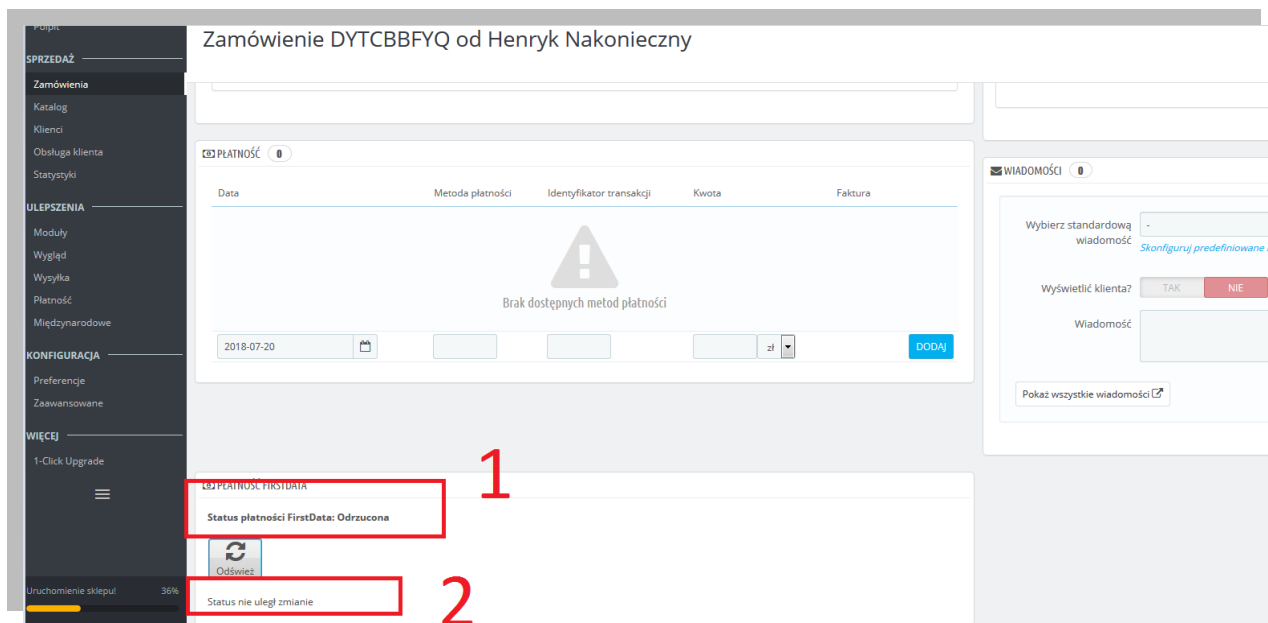 Pulpit
SPRZEDAŻ
Zamówienia
Katalog
Klienci
Obsługa klienta
Statystyki
ULEPSZENIA
Moduły
Wygląd
Wysyłka
Płatność
Międzynarodowe
KONFIGURACJA
Preferencje
Zaawansowane
WIĘCEJ
1-Click Upgrade
Uruchomienie sklepu! 36%
Zamówienie DYTCBBFYQ od Henryk Nakonieczny
PŁATNOŚĆ 0
Data Metoda płatności Identyfikator transakcji Kwota Faktura
Brak dostępnych metod płatności
2018-07-20 zł DODAJ
PŁATNOŚĆ FIRSTDATA
1
Status płatności FirstData: Odrzucona
Odśwież
Status nie uległ zmianie
2
WIADOMOŚCI 0
Wybierz standardową wiadomość -
Skonfiguruj predefiniowane
Wyświetlić klienta? TAK NIE
Wiadomość
Pokaż wszystkie wiadomości